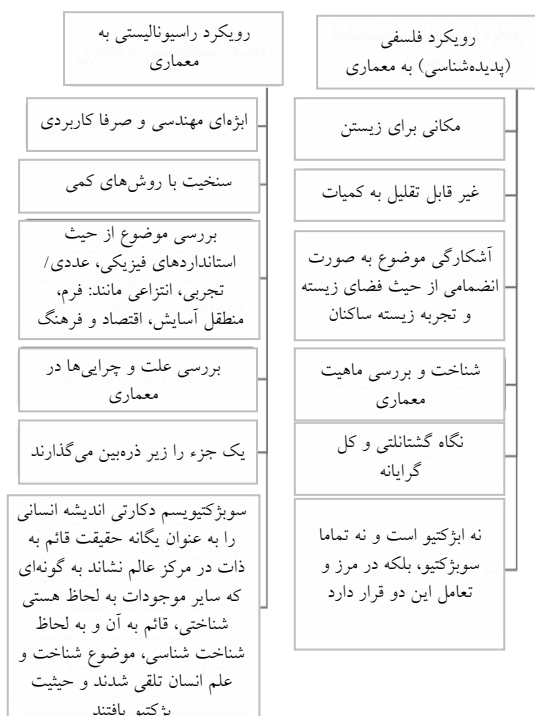 رویکرد فلسفی
(پدیده‌شناسی) به معماری
مکانی برای زیستن
غیر قابل تقلیل به کمیات
آشکارگی موضوع به صورت
انضمامی از حیث فضای زیسته
و تجربه زیسته ساکنان
شناخت و بررسی ماهیت
معماری
نگاه گشتالتی و کل
گرایانه
نه ابژکتیو است و نه تماما
سوبژکتیو، بلکه در مرز و
تعامل این دو قرار دارد
رویکرد راسیونالیستی به
معماری
ابژه‌ای مهندسی و صرفا کاربردی
سنخیت با روش‌های کمی
بررسی موضوع از حیث
استانداردهای فیزیکی، عددی/
تجربی، انتزاعی مانند: فرم،
منطقل آسایش، اقتصاد و فرهنگ
بررسی علت و چرایی‌ها در
معماری
یک جزء را زیر ذره‌بین می‌گذارند
سوبژکتیویسم دکارتی اندیشه انسانی
را به عنوان یگانه حقیقت قائم به
ذات در مرکز عالم نشاند به گونه‌ای
که سایر موجودات به لحاظ هستی
شناختی، قائم به آن و به لحاظ
شناخت شناسی، موضوع شناخت و
علم انسان تلقی شدند و حیثیت
بژکتیو یافتند